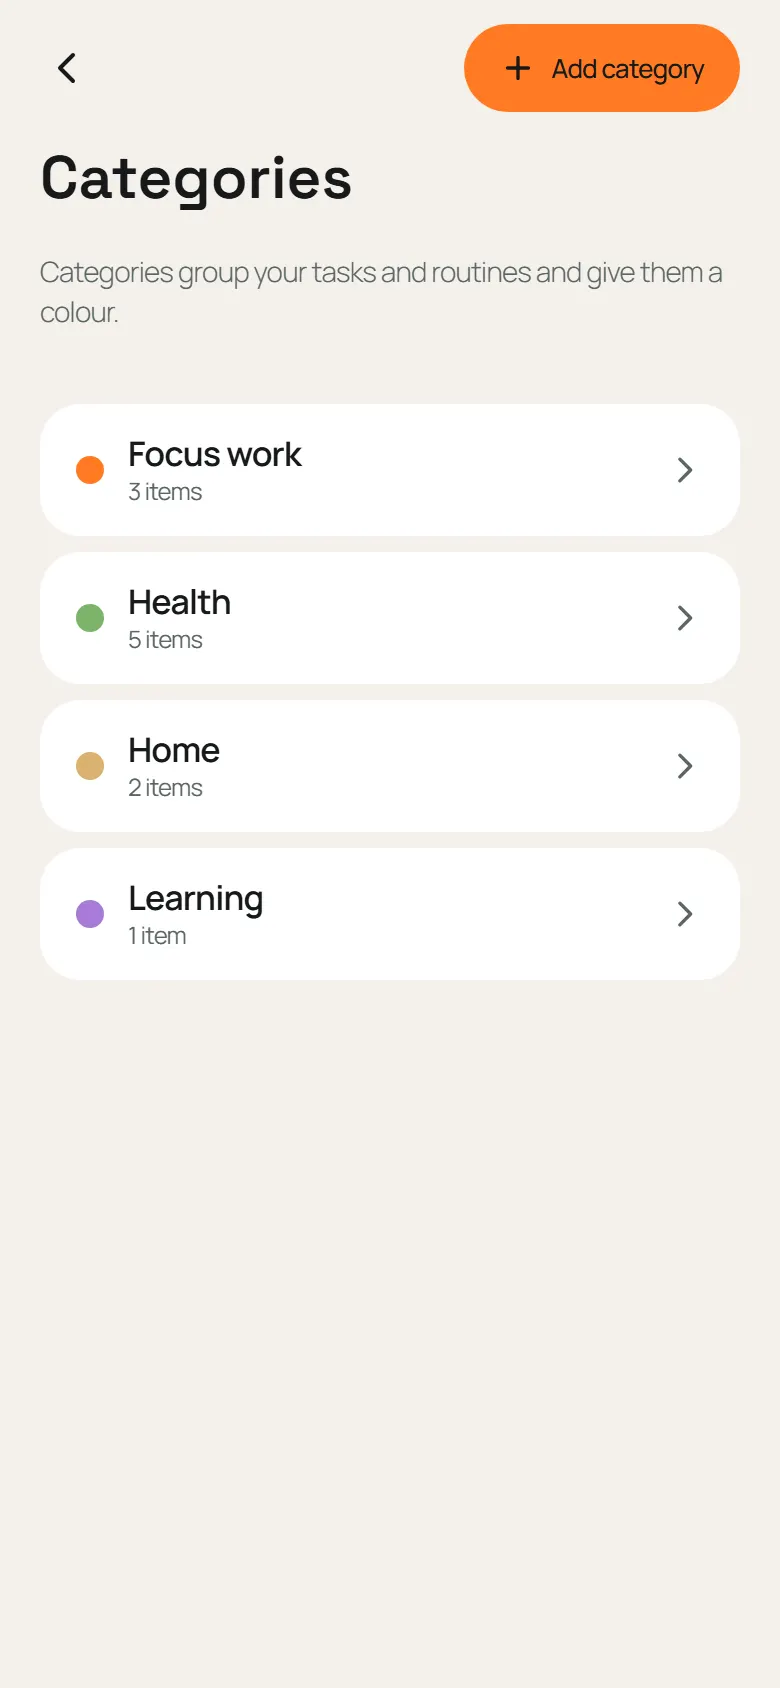 Add category
Categories
Categories group your tasks and routines and give them a
colour.
Focus work
3 items
Health
5 items
Home
2 items
Learning
1 item